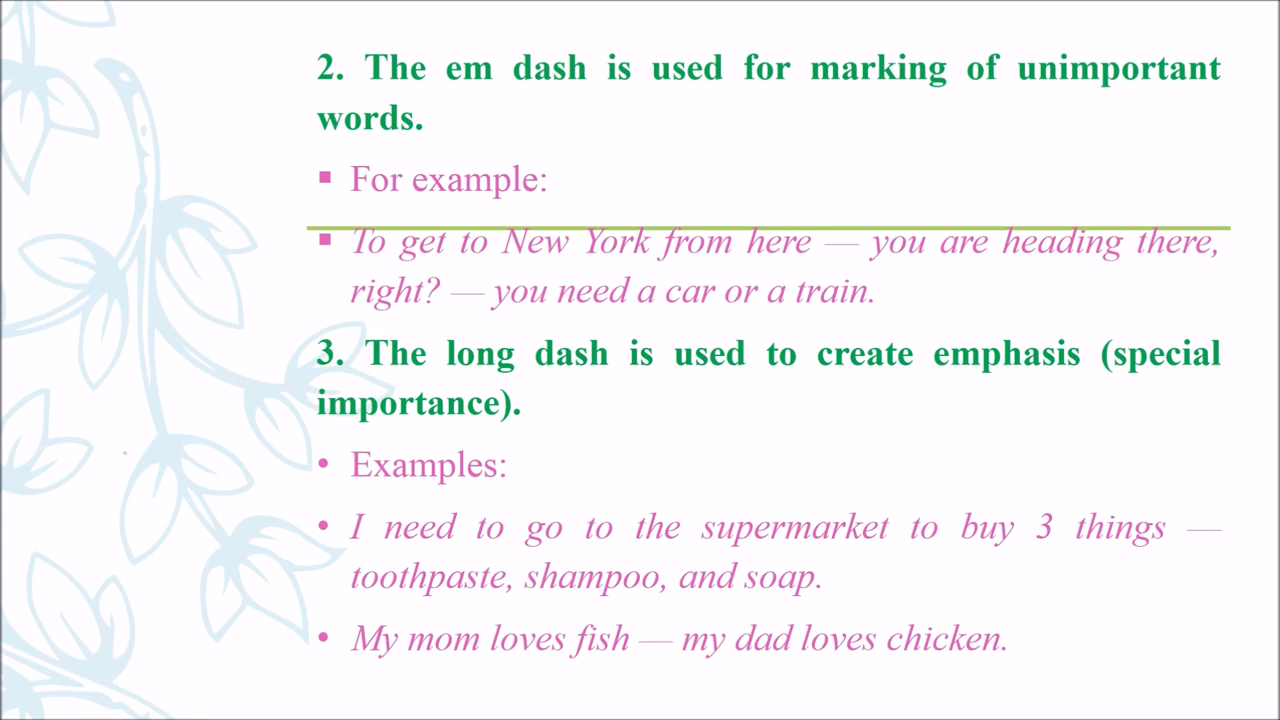 2. The em dash is used for marking of unimportant
words.
▪ For example:
▪ To get to New York from here — you are heading there,
right? — you need a car or a train.
3. The long dash is used to create emphasis (special
importance).
• Examples:
• I need to go to the supermarket to buy 3 things —
toothpaste, shampoo, and soap.
• My mom loves fish — my dad loves chicken.